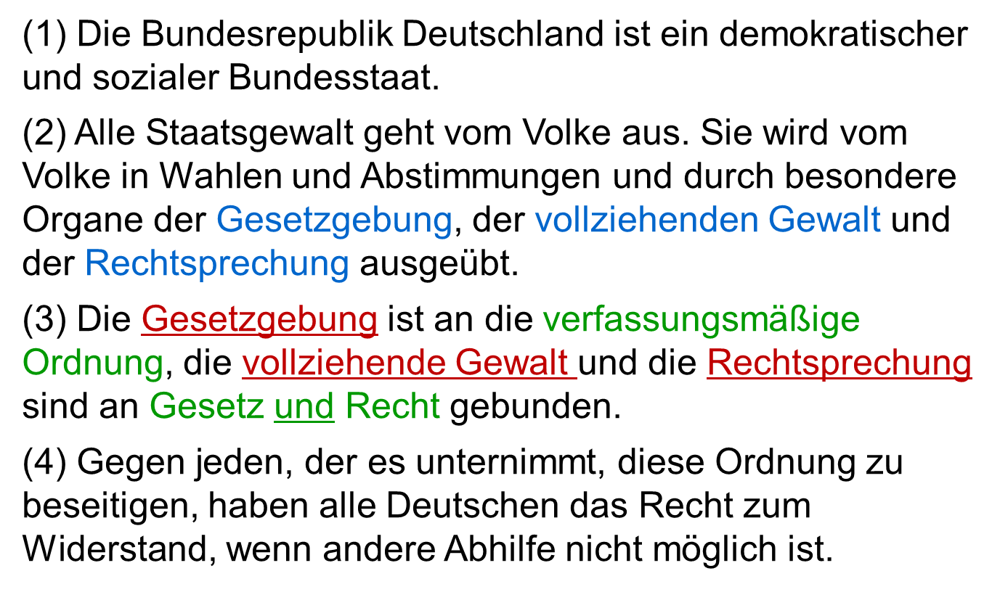 (1) Die Bundesrepublik Deutschland ist ein demokratischer
und sozialer Bundesstaat.
(2) Alle Staatsgewalt geht vom Volke aus. Sie wird vom
Volke in Wahlen und Abstimmungen und durch besondere
Organe der Gesetzgebung, der vollziehenden Gewalt und
der Rechtsprechung ausgeübt.
(3) Die Gesetzgebung ist an die verfassungsmäßige
Ordnung, die vollziehende Gewalt und die Rechtsprechung
sind an Gesetz und Recht gebunden.
(4) Gegen jeden, der es unternimmt, diese Ordnung zu
beseitigen, haben alle Deutschen das Recht zum
Widerstand, wenn andere Abhilfe nicht möglich ist.